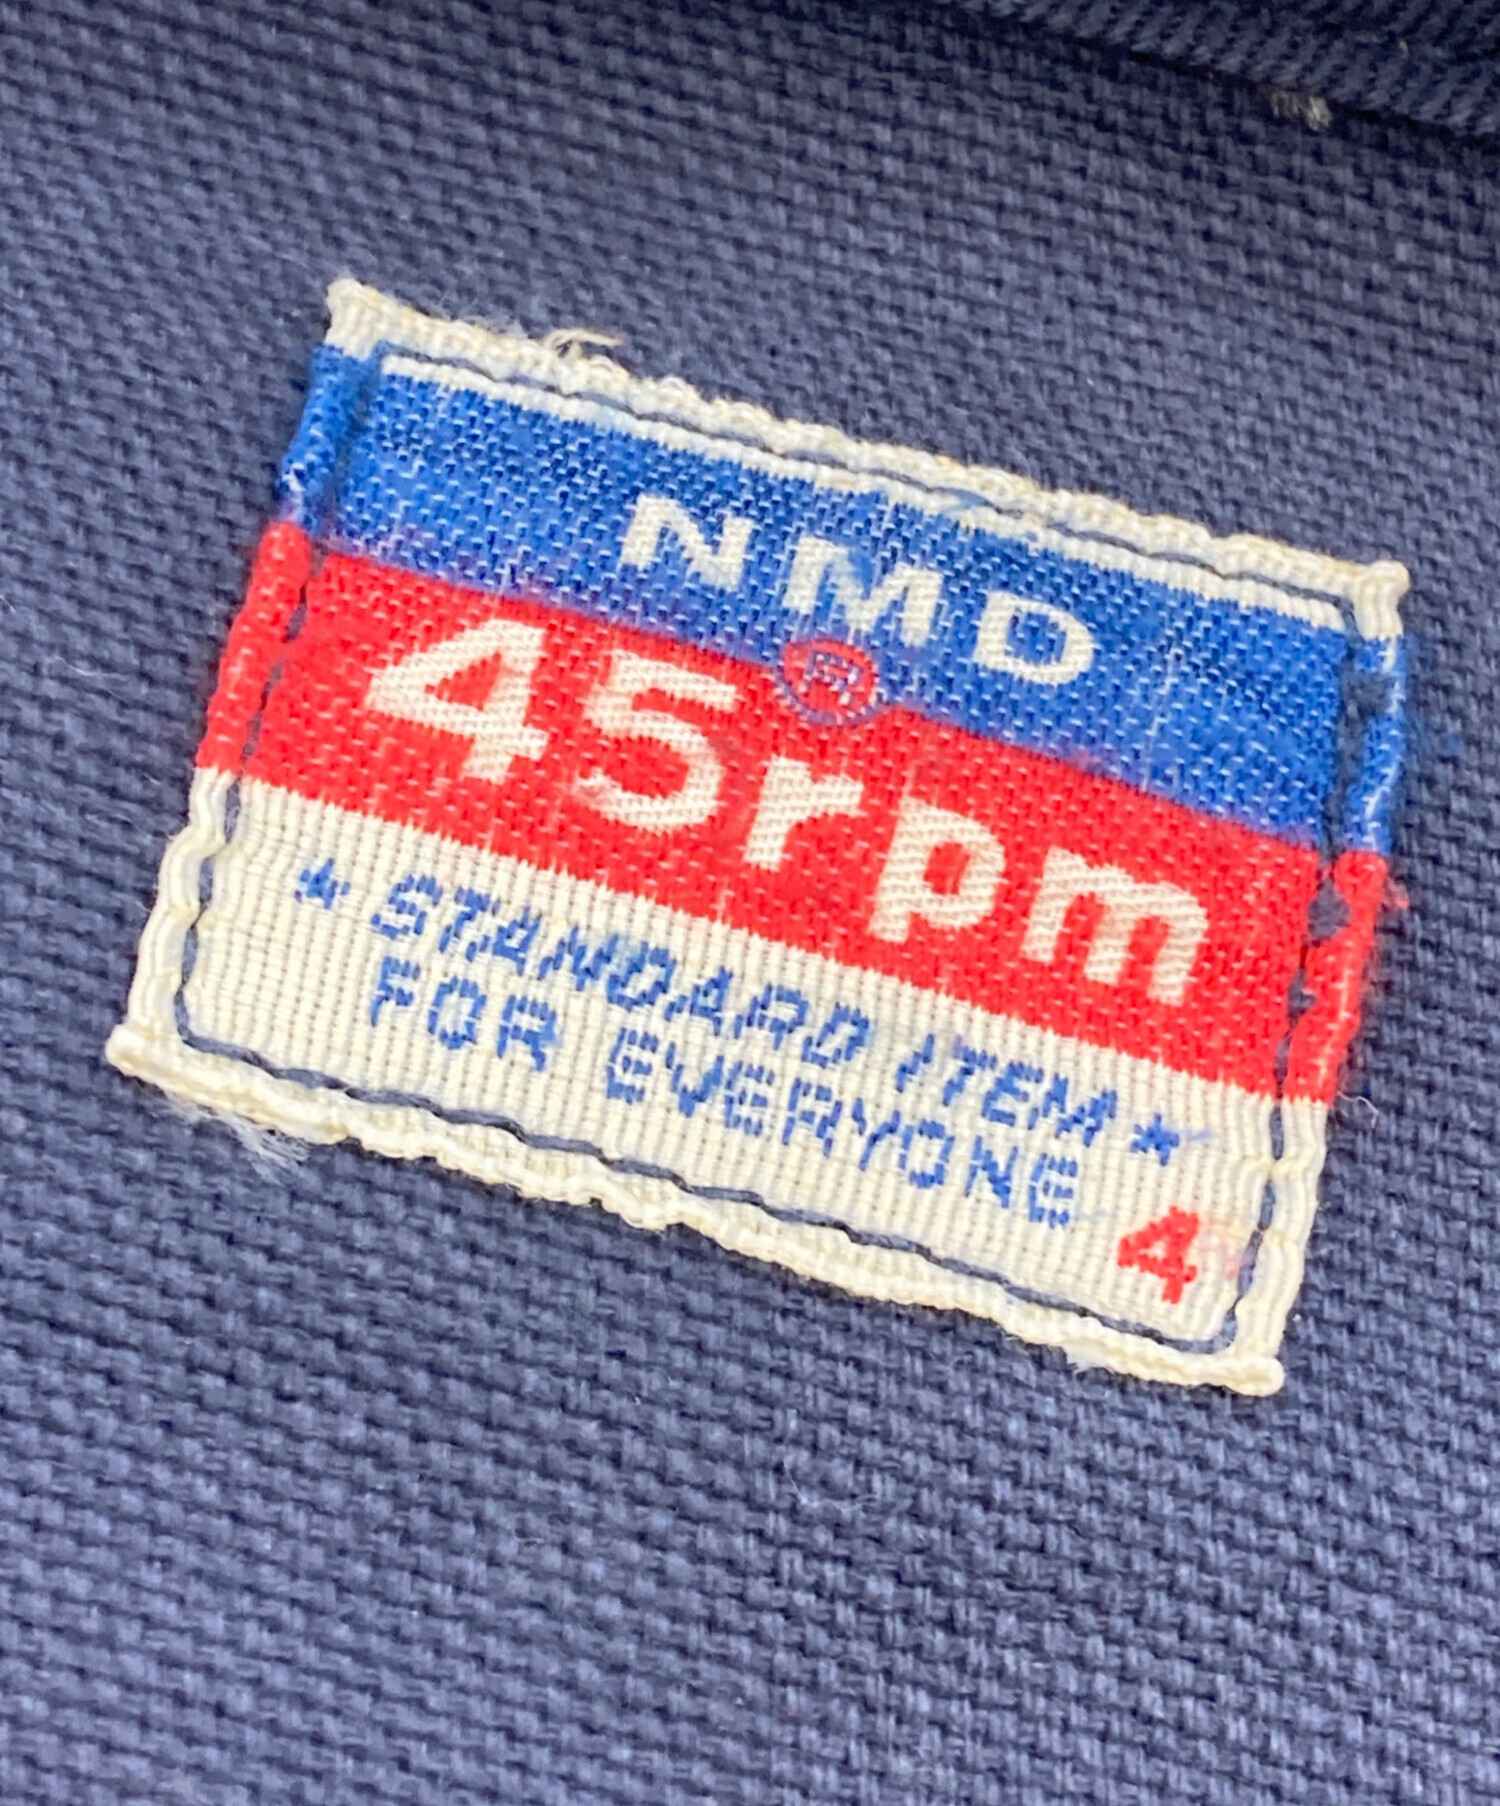 NMD
R
45rpm
* STANDARD ITEM *
FOR EVERYONE
4